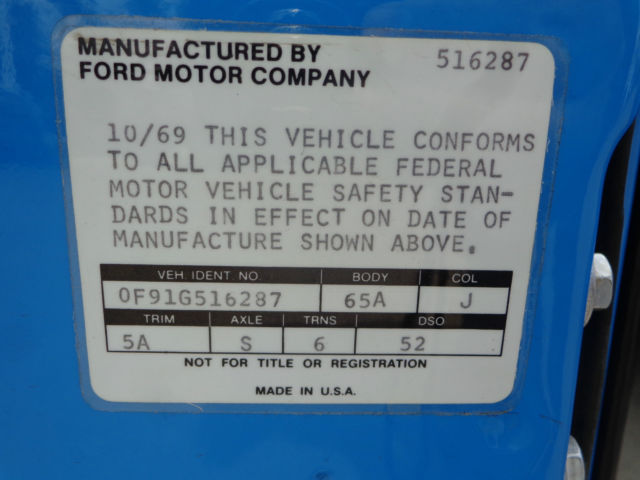 MANUFACTURED BY 516287
FORD MOTOR COMPANY
10/69 THIS VEHICLE CONFORMS
TO ALL APPLICABLE FEDERAL
MOTOR VEHICLE SAFETY STAN-
DARDS IN EFFECT ON DATE OF
MANUFACTURE SHOWN ABOVE.
VEH. IDENT. NO. BODY COL
0F91G516287 65A J
TRIM AXLE TRNS DSO
5A S 6 52
NOT FOR TITLE OR REGISTRATION
MADE IN U.S.A.